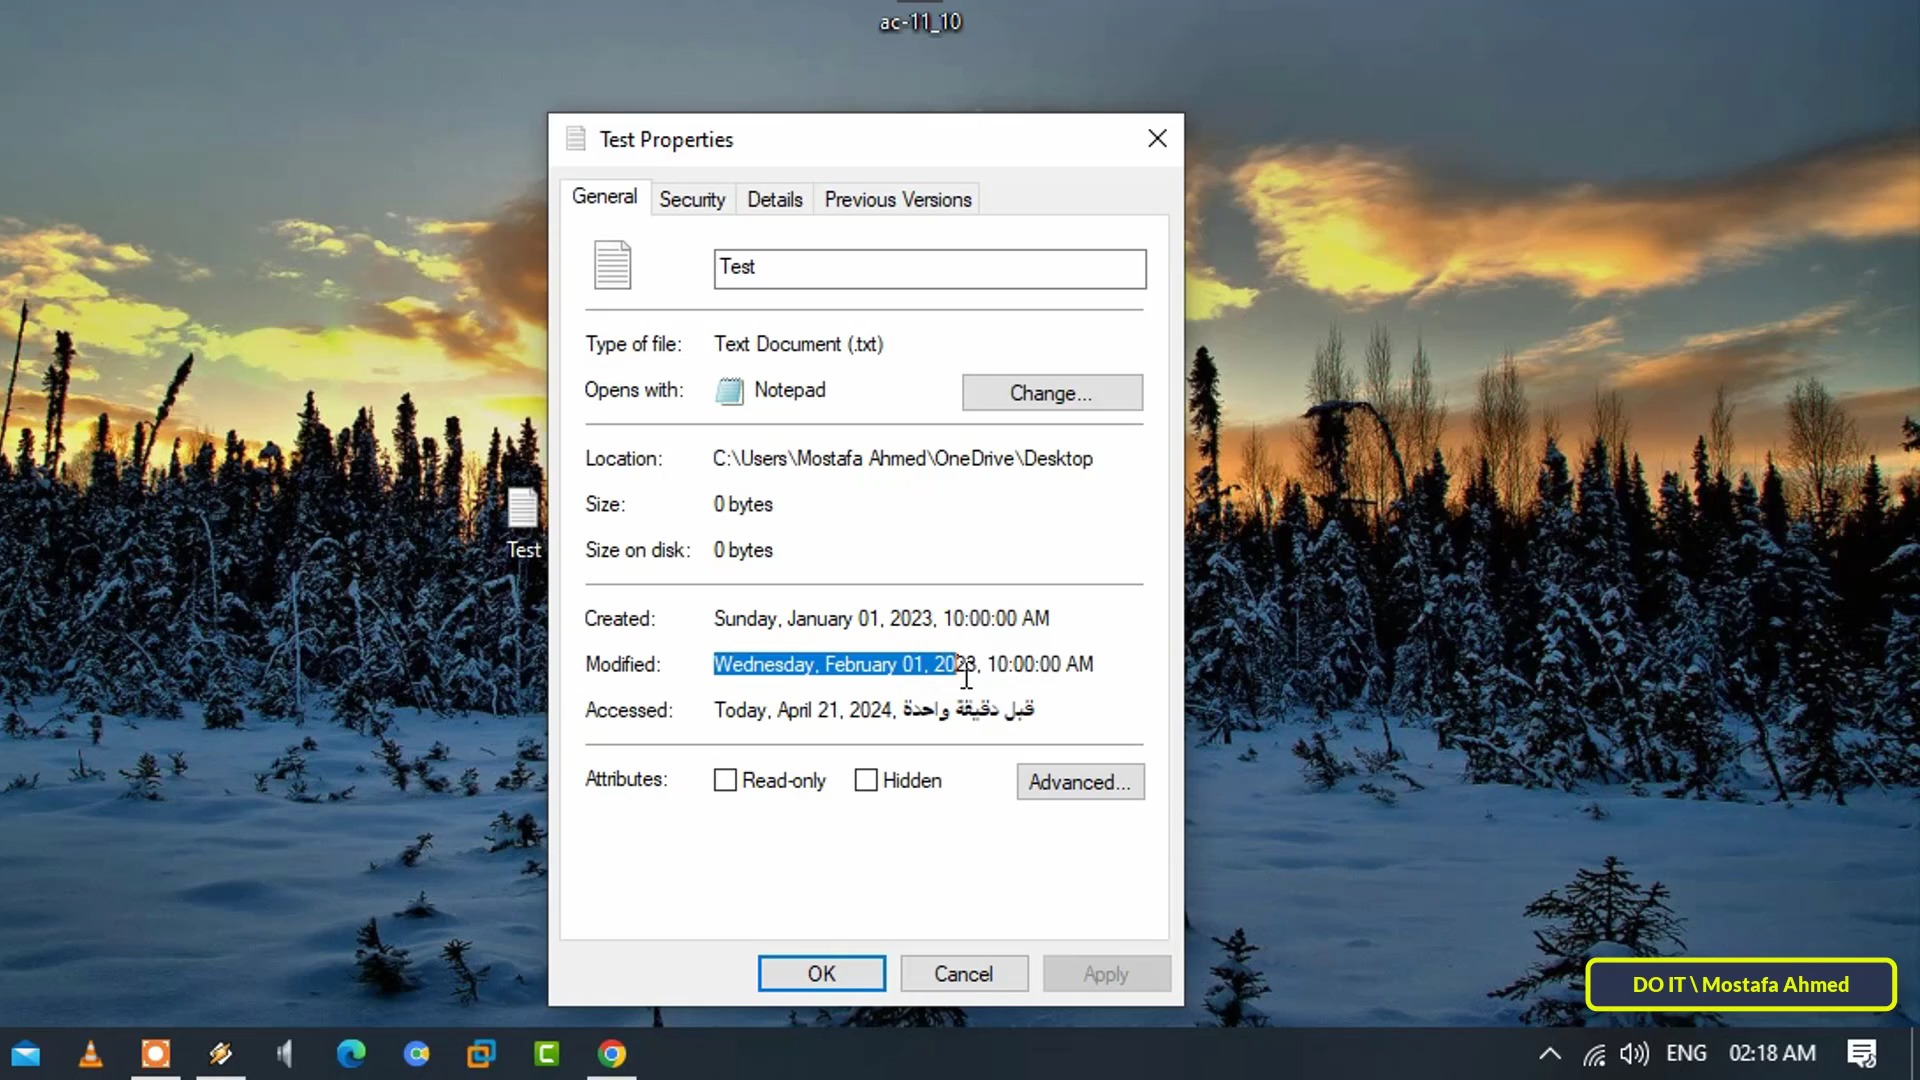 ac-11_10
Test Properties
General Security Details Previous Versions
Test
Type of file: Text Document (.txt)
Opens with: Notepad Change...
Location: C:\Users\Mostafa Ahmed\OneDrive\Desktop
Size: 0 bytes
Test
Size on disk: 0 bytes
Created: Sunday, January 01, 2023, 10:00:00 AM
Modified: Wednesday, February 01, 2023, 10:00:00 AM
Accessed: Today, April 21, 2024, قبل دقيقة واحدة
Attributes: Read-only Hidden Advanced...
OK Cancel Apply
DO IT \ Mostafa Ahmed
ENG 02:18 AM